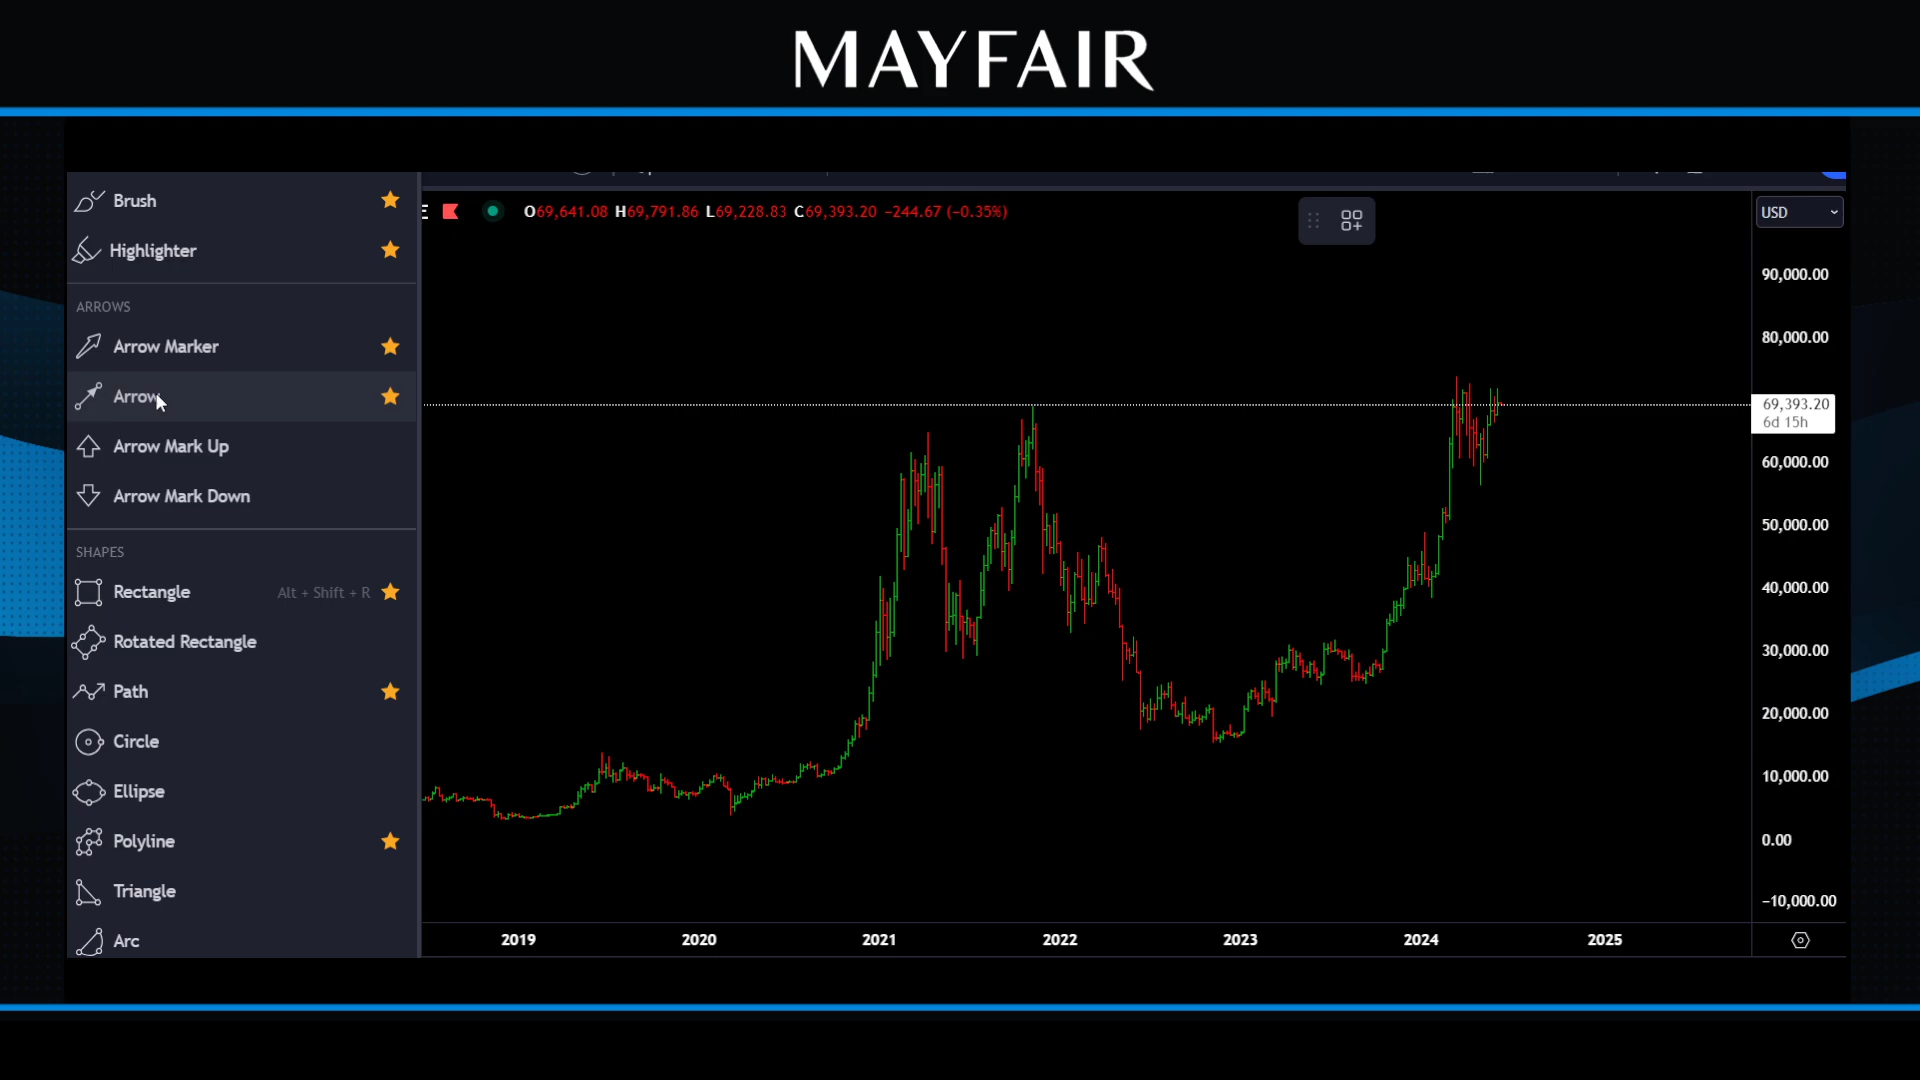 MAYFAIR
Brush
Highlighter
ARROWS
Arrow Marker
Arrow
Arrow Mark Up
Arrow Mark Down
SHAPES
Rectangle Alt + Shift + R
Rotated Rectangle
Path
Circle
Ellipse
Polyline
Triangle
Arc
O69,641.08 H69,791.86 L69,228.83 C69,393.20 −244.67 (−0.35%)
USD
90,000.00
80,000.00
69,393.20
6d 15h
60,000.00
50,000.00
40,000.00
30,000.00
20,000.00
10,000.00
0.00
−10,000.00
2019 2020 2021 2022 2023 2024 2025